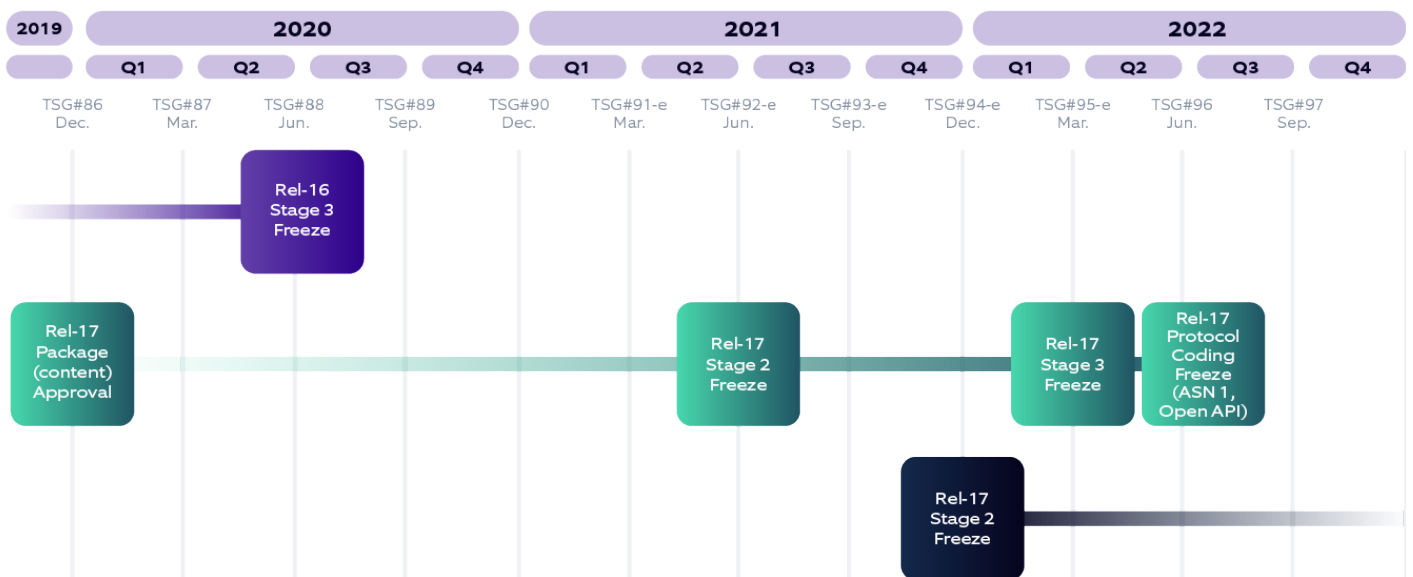 2019 2020 2021 2022
Q1 Q2 Q3 Q4 Q1 Q2 Q3 Q4 Q1 Q2 Q3 Q4
TSG#86 TSG#87 TSG#88 TSG#89 TSG#90 TSG#91-e TSG#92-e TSG#93-e TSG#94-e TSG#95-e TSG#96 TSG#97
Dec. Mar. Jun. Sep. Dec. Mar. Jun. Sep. Dec. Mar. Jun. Sep.
Rel-16
Stage 3
Freeze
Rel-17
Package
(content)
Approval
Rel-17
Stage 2
Freeze
Rel-17
Stage 3
Freeze
Rel-17
Protocol
Coding
Freeze
(ASN 1,
Open API)
Rel-17
Stage 2
Freeze